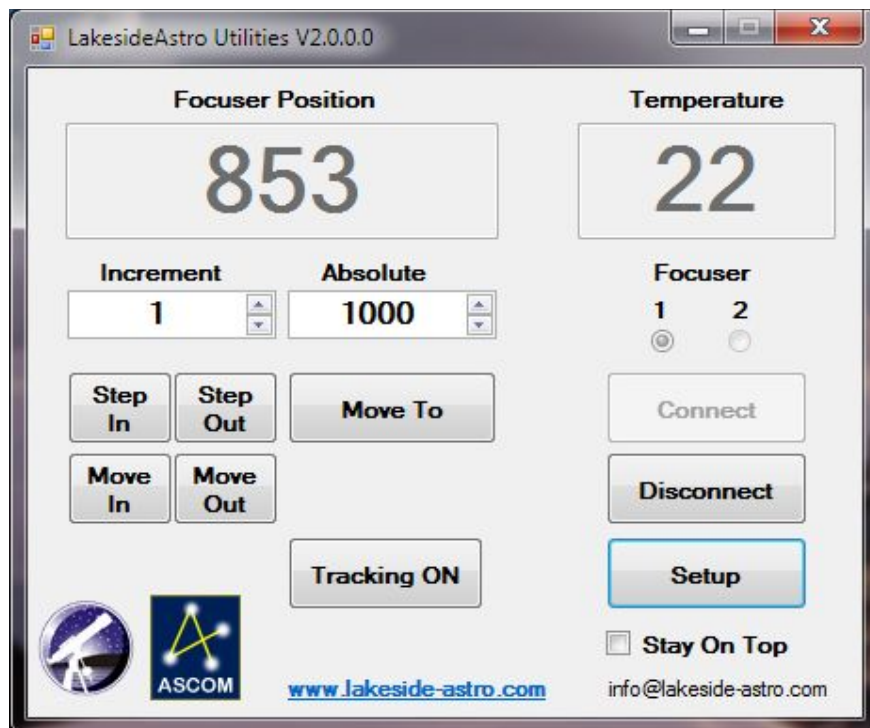 LakesideAstro Utilities V2.0.0.0
Focuser Position
Temperature
853
22
Increment
Absolute
Focuser
1
1000
1 2
Step In
Step Out
Move To
Connect
Move In
Move Out
Disconnect
Tracking ON
Setup
Stay On Top
ASCOM
www.lakeside-astro.com
info@lakeside-astro.com